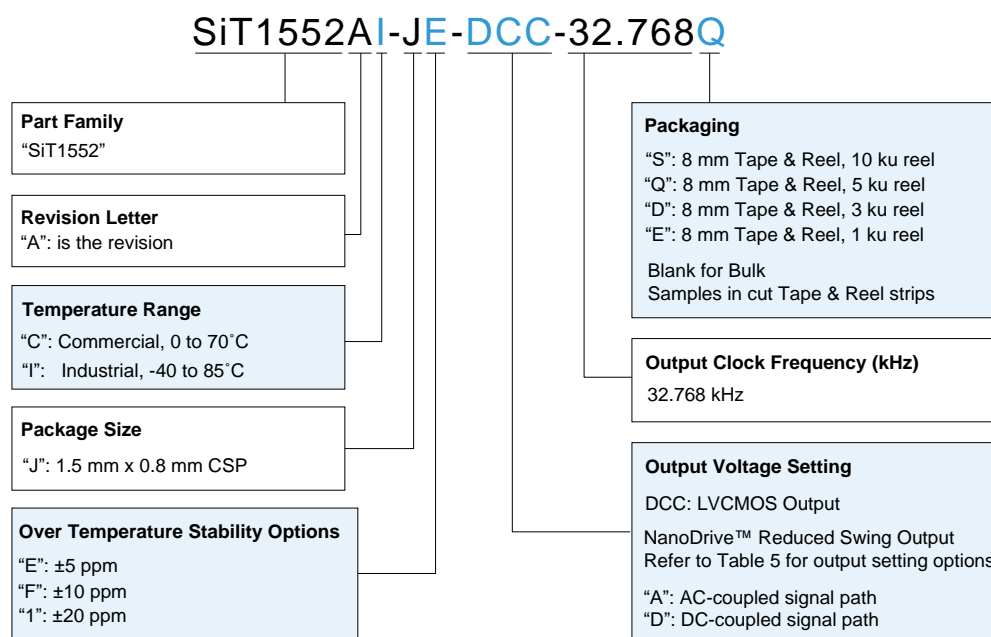 SiT1552AI-JE-DCC-32.768Q
Part Family
“SiT1552”
Revision Letter
“A”: is the revision
Temperature Range
“C”: Commercial, 0 to 70˚C
“I”: Industrial, -40 to 85˚C
Package Size
“J”: 1.5 mm x 0.8 mm CSP
Over Temperature Stability Options
“E”: ±5 ppm
“F”: ±10 ppm
“1”: ±20 ppm
Packaging
“S”: 8 mm Tape & Reel, 10 ku reel
“Q”: 8 mm Tape & Reel, 5 ku reel
“D”: 8 mm Tape & Reel, 3 ku reel
“E”: 8 mm Tape & Reel, 1 ku reel
Blank for Bulk
Samples in cut Tape & Reel strips
Output Clock Frequency (kHz)
32.768 kHz
Output Voltage Setting
DCC: LVCMOS Output
NanoDrive™ Reduced Swing Output
Refer to Table 5 for output setting options
“A”: AC-coupled signal path
“D”: DC-coupled signal path